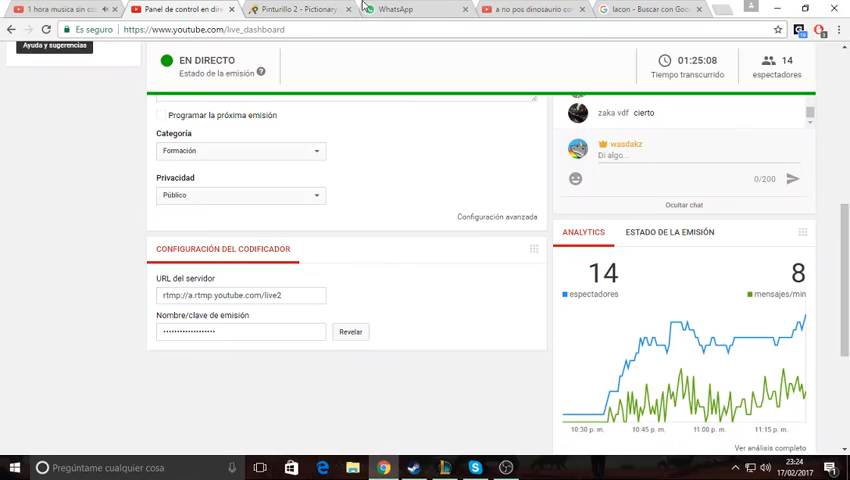 1 hora musica sin co
Panel de control en dire
Pinturillo 2 - Pictionary
WhatsApp
a no pos dinosaurio con
lacon - Buscar con Goo
Es seguro
https://www.youtube.com/live_dashboard
Ayuda y sugerencias
EN DIRECTO
Estado de la emisión
01:25:08
Tiempo transcurrido
14
espectadores
Programar la próxima emisión
Categoría
Formación
Privacidad
Público
Configuración avanzada
CONFIGURACIÓN DEL CODIFICADOR
URL del servidor
rtmp://a.rtmp.youtube.com/live2
Nombre/clave de emisión
••••••••••••••••••••
Revelar
zaka vdf cierto
wasdakz
Di algo...
0/200
Ocultar chat
ANALYTICS
ESTADO DE LA EMISIÓN
14
espectadores
8
mensajes/min
10:30 p. m.
10:45 p. m.
11:00 p. m.
11:15 p. m.
Ver análisis completo
Pregúntame cualquier cosa
23:24
17/02/2017